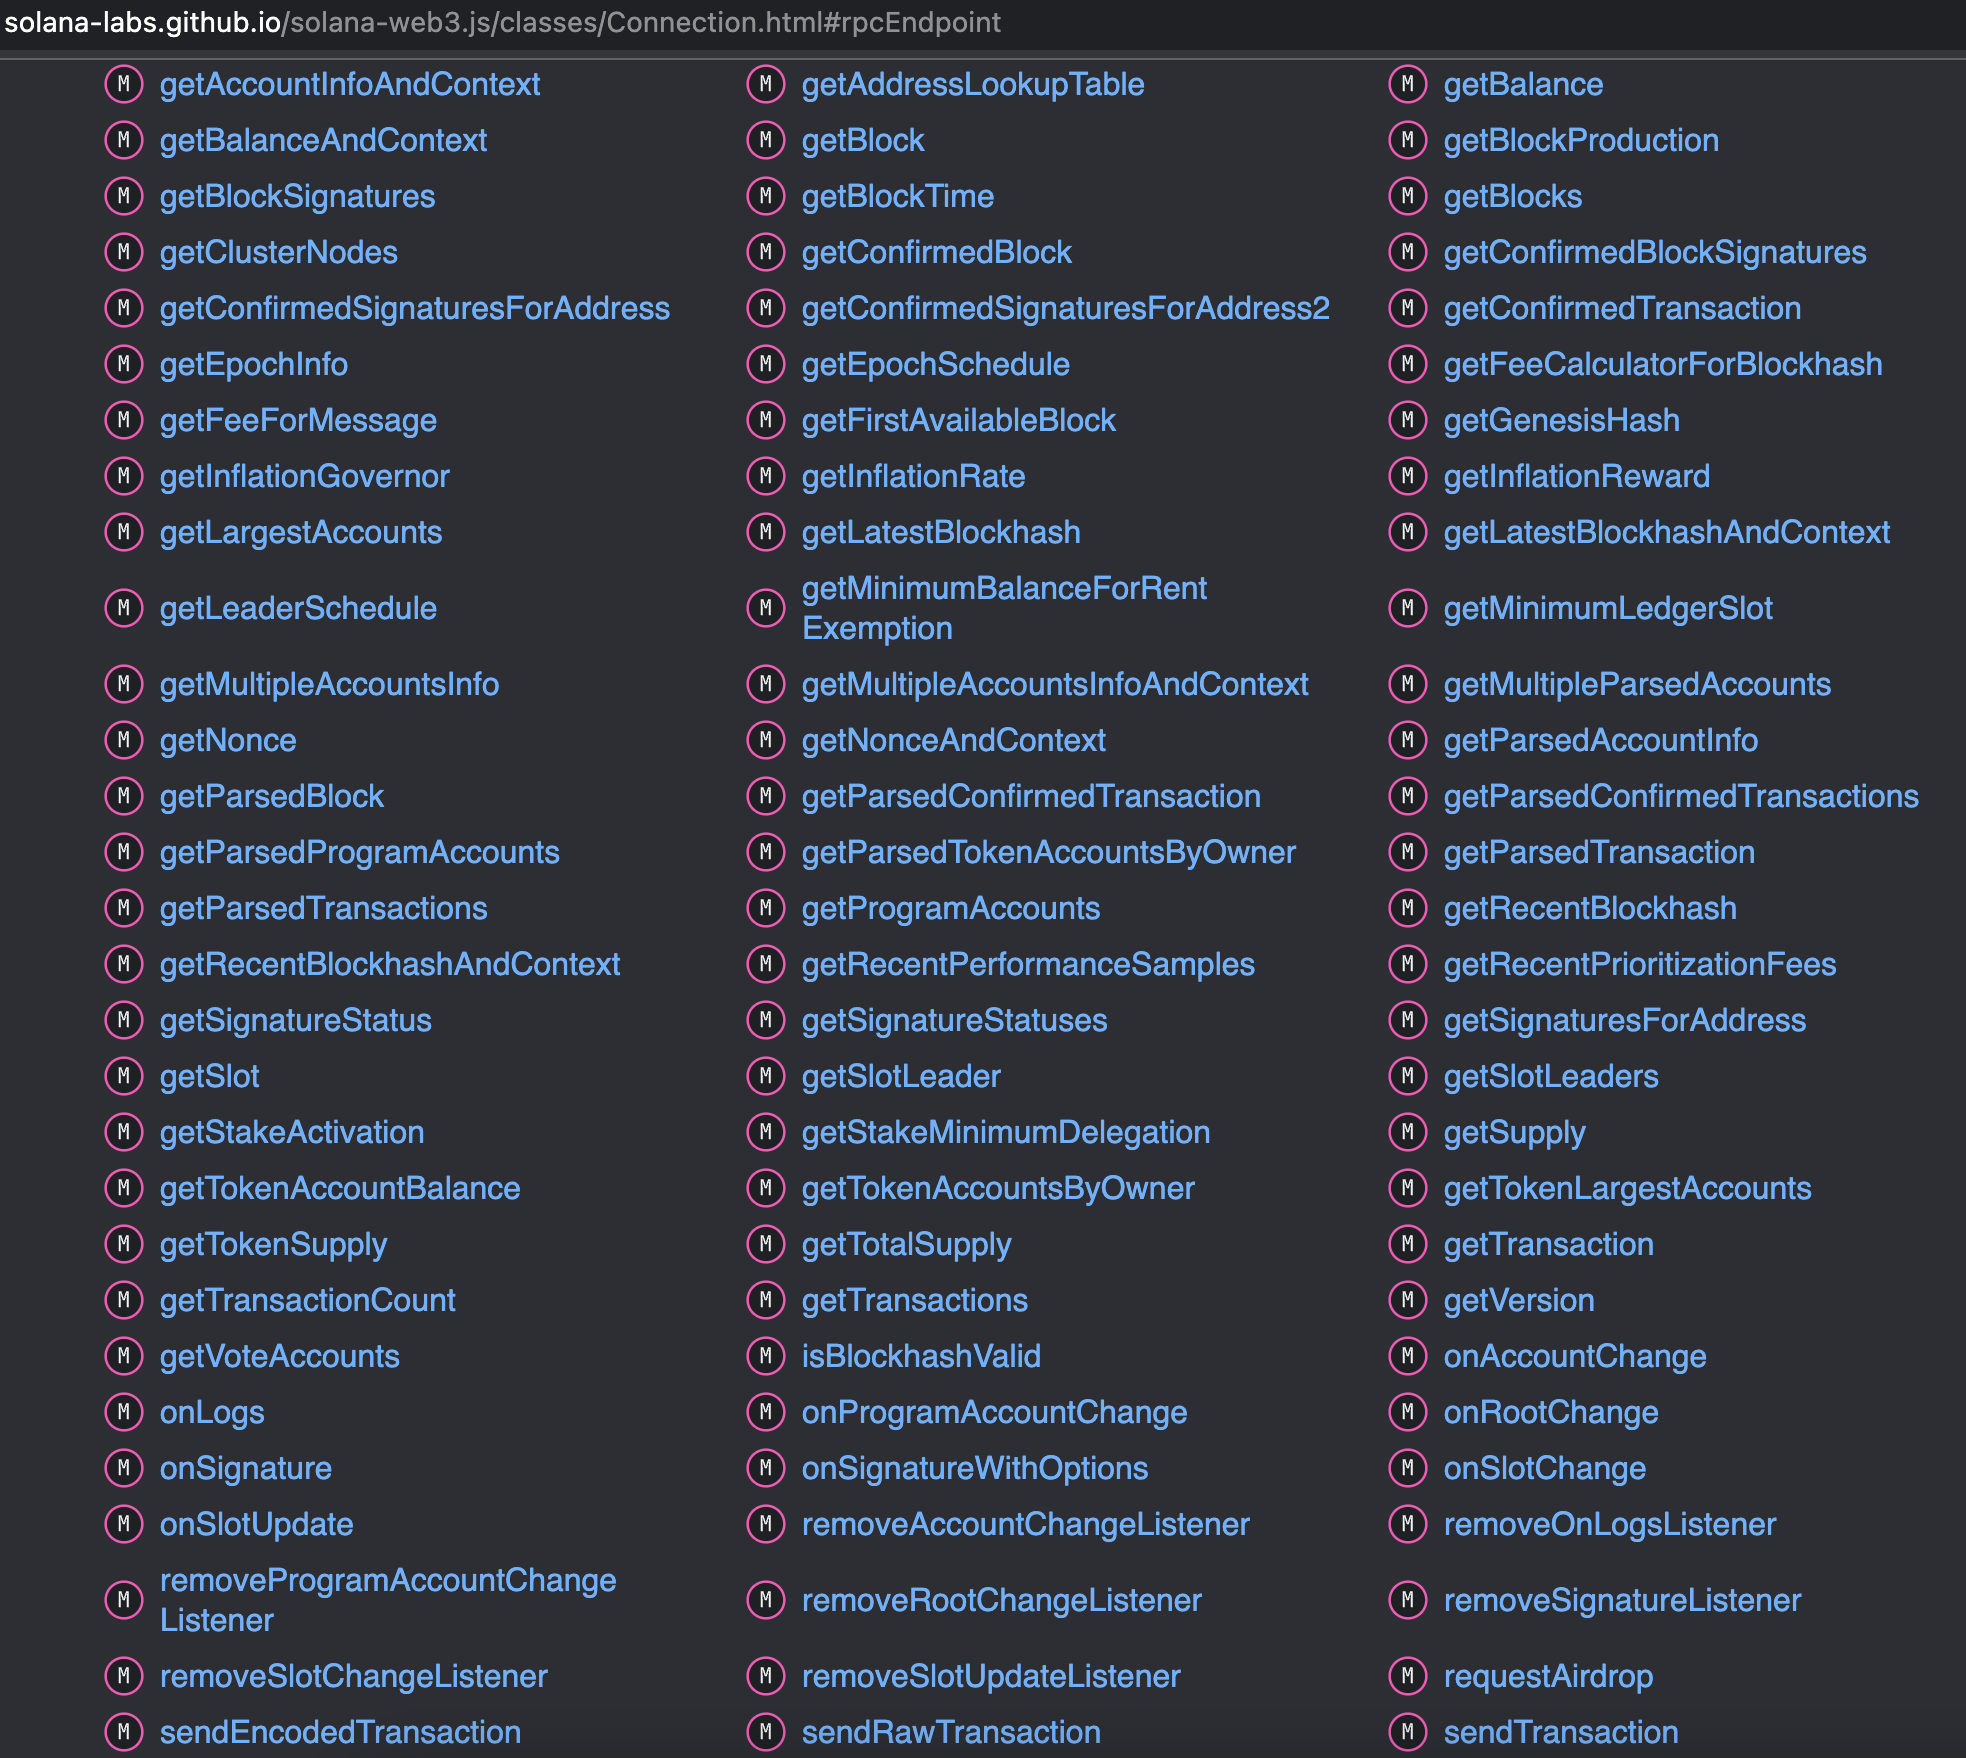 solana-labs.github.io/solana-web3.js/classes/Connection.html#rpcEndpoint
M getAccountInfoAndContext M getAddressLookupTable M getBalance
M getBalanceAndContext M getBlock M getBlockProduction
M getBlockSignatures M getBlockTime M getBlocks
M getClusterNodes M getConfirmedBlock M getConfirmedBlockSignatures
M getConfirmedSignaturesForAddress M getConfirmedSignaturesForAddress2 M getConfirmedTransaction
M getEpochInfo M getEpochSchedule M getFeeCalculatorForBlockhash
M getFeeForMessage M getFirstAvailableBlock M getGenesisHash
M getInflationGovernor M getInflationRate M getInflationReward
M getLargestAccounts M getLatestBlockhash M getLatestBlockhashAndContext
M getLeaderSchedule M getMinimumBalanceForRent
Exemption M getMinimumLedgerSlot
M getMultipleAccountsInfo M getMultipleAccountsInfoAndContext M getMultipleParsedAccounts
M getNonce M getNonceAndContext M getParsedAccountInfo
M getParsedBlock M getParsedConfirmedTransaction M getParsedConfirmedTransactions
M getParsedProgramAccounts M getParsedTokenAccountsByOwner M getParsedTransaction
M getParsedTransactions M getProgramAccounts M getRecentBlockhash
M getRecentBlockhashAndContext M getRecentPerformanceSamples M getRecentPrioritizationFees
M getSignatureStatus M getSignatureStatuses M getSignaturesForAddress
M getSlot M getSlotLeader M getSlotLeaders
M getStakeActivation M getStakeMinimumDelegation M getSupply
M getTokenAccountBalance M getTokenAccountsByOwner M getTokenLargestAccounts
M getTokenSupply M getTotalSupply M getTransaction
M getTransactionCount M getTransactions M getVersion
M getVoteAccounts M isBlockhashValid M onAccountChange
M onLogs M onProgramAccountChange M onRootChange
M onSignature M onSignatureWithOptions M onSlotChange
M onSlotUpdate M removeAccountChangeListener M removeOnLogsListener
M removeProgramAccountChange
Listener M removeRootChangeListener M removeSignatureListener
M removeSlotChangeListener M removeSlotUpdateListener M requestAirdrop
M sendEncodedTransaction M sendRawTransaction M sendTransaction